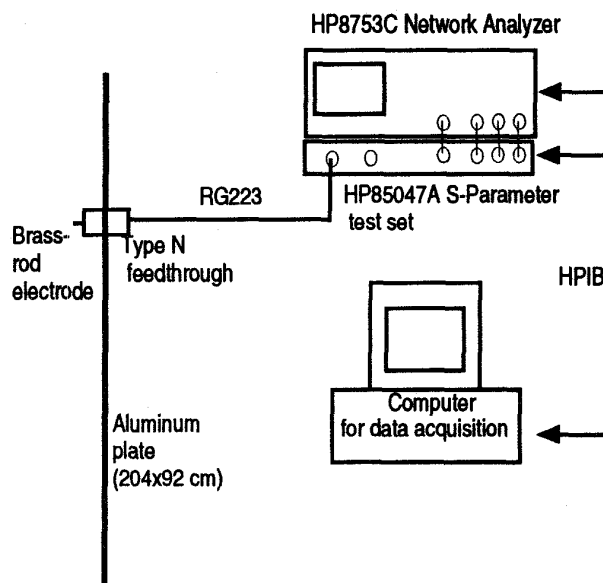 HP8753C Network Analyzer
RG223
HP85047A S-Parameter
test set
Brass-
rod
electrode
Type N
feedthrough
HPIB
Computer
for data acquisition
Aluminum
plate
(204x92 cm)